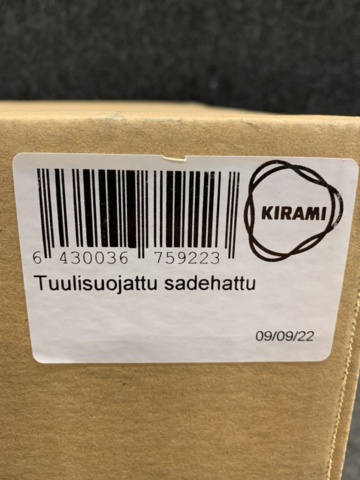 KIRAMI
6 430036 759223
Tuulisuojattu sadehattu
09/09/22